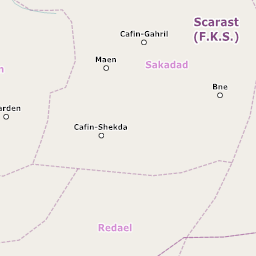 Scarast
(F.K.S.)
Cafin-Gahril
Maen
Sakadad
Bne
arden
Cafin-Shekda
Redael